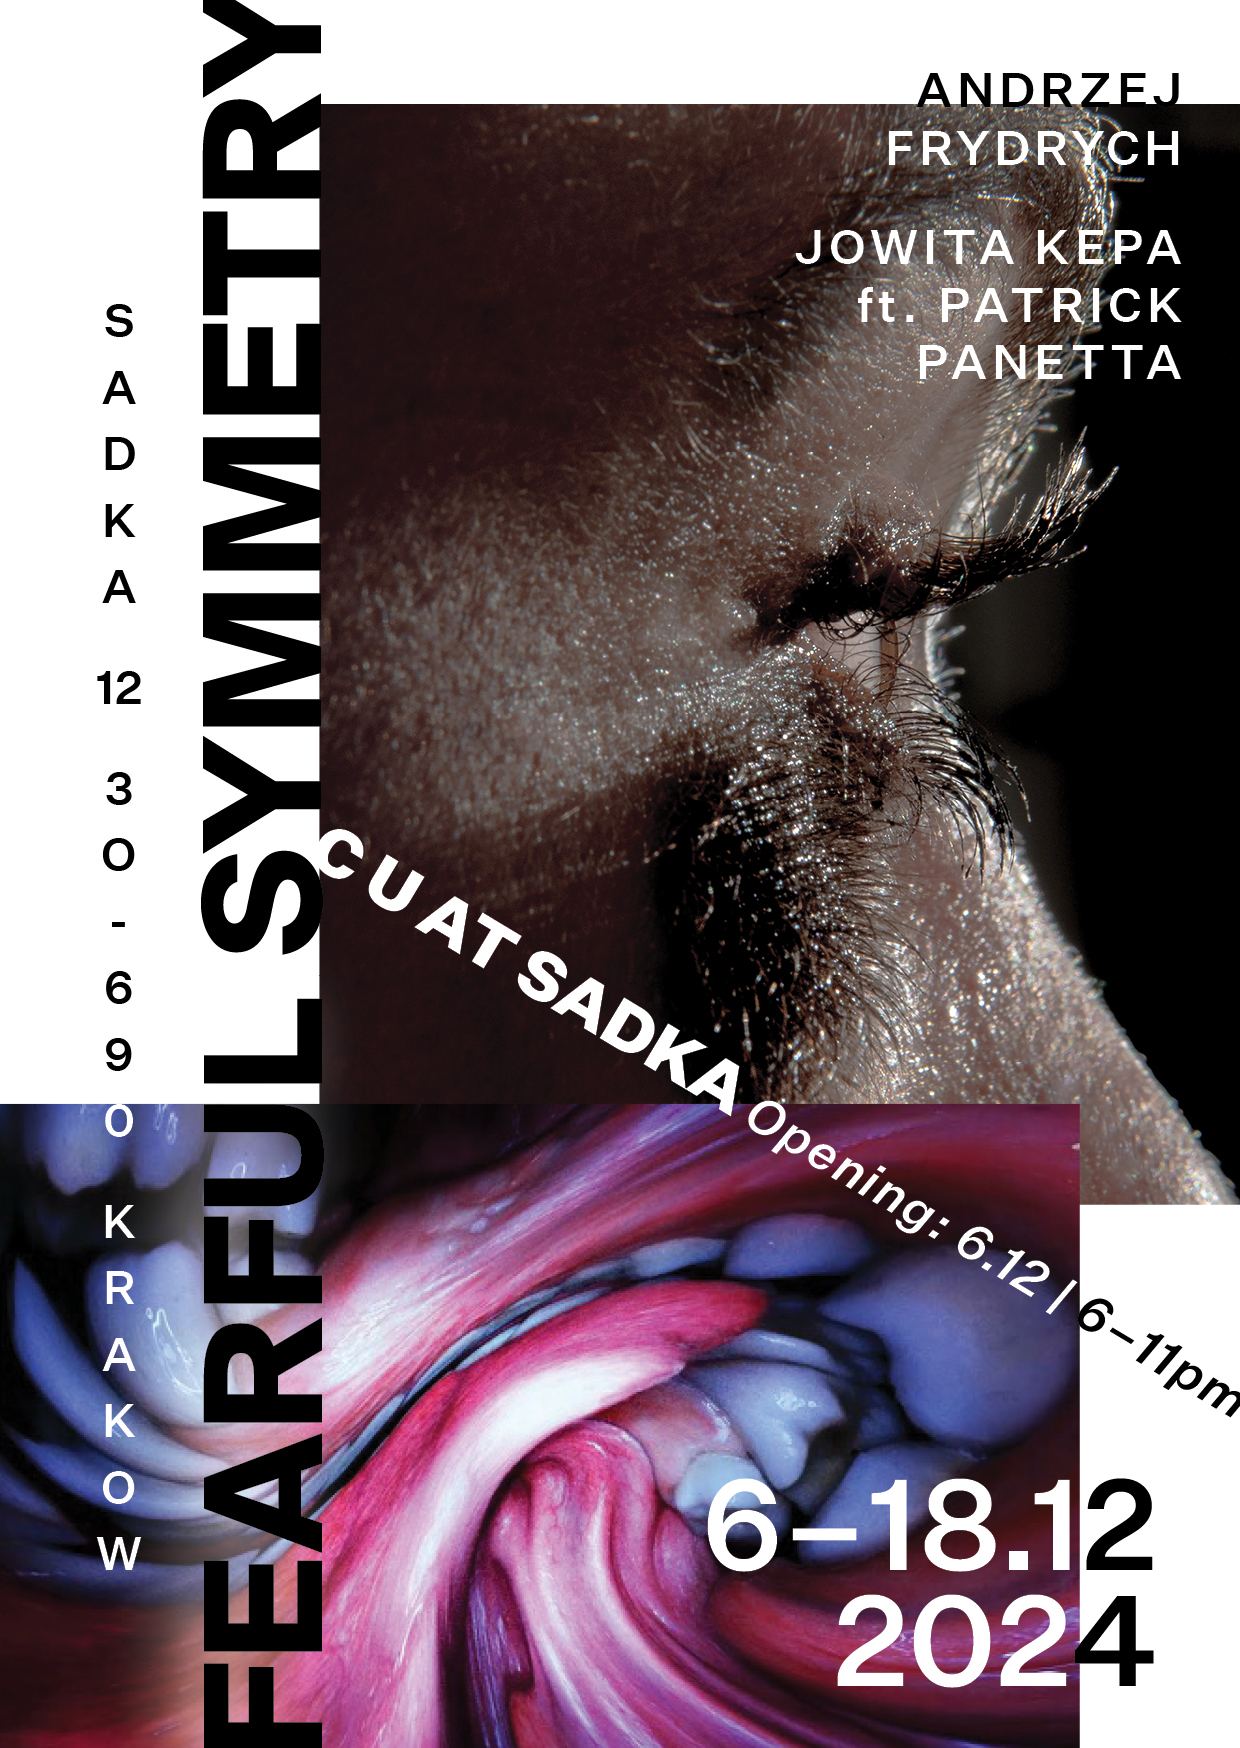 ANDRZEJ
FRYDRYCH
JOWITA KEPA
ft. PATRICK
PANETTA
FEARFUL SYMMETRY
SADKA 12 30-690 KRAKOW
C U AT SADKA Opening: 6.12 | 6–11pm
6–18.12
2024